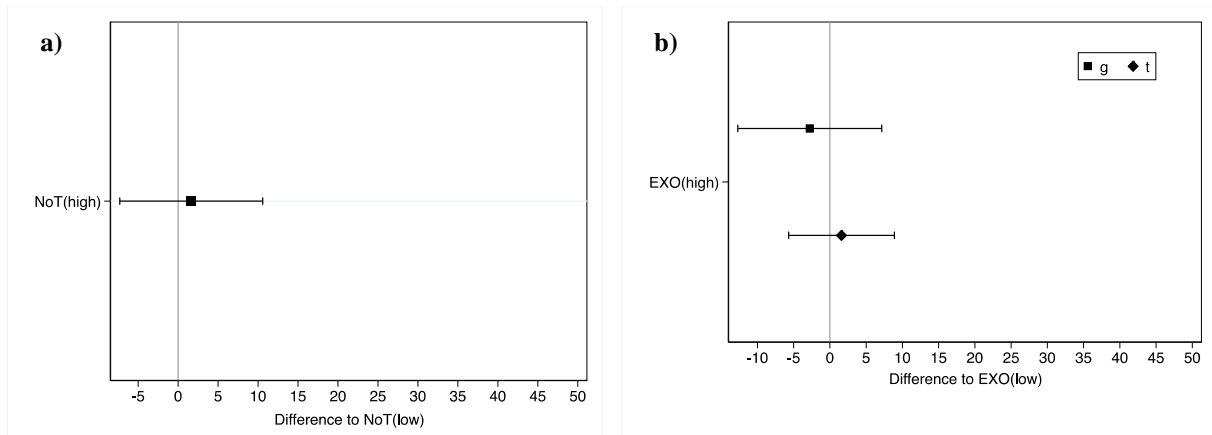 a)
NoT(high)
-5 0 5 10 15 20 25 30 35 40 45 50
Difference to NoT(low)
b)
g t
EXO(high)
-10 -5 0 5 10 15 20 25 30 35 40 45 50
Difference to EXO(low)